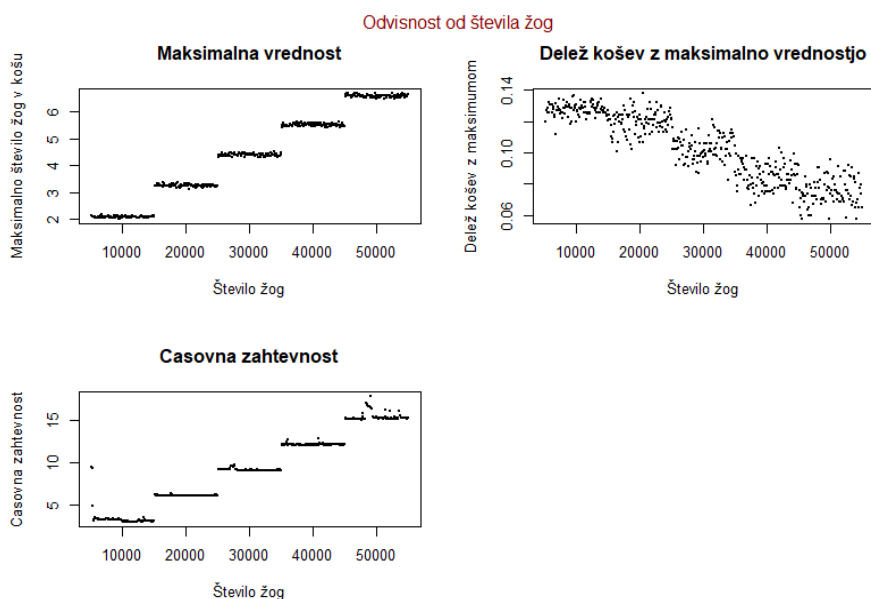 Odvisnost od števila žog
Maksimalna vrednost
Maksimalno število žog v košu
6
5
4
3
2
10000 20000 30000 40000 50000
Število žog
Delež košev z maksimalno vrednostjo
Delež košev z maksimumom
0.14
0.10
0.06
10000 20000 30000 40000 50000
Število žog
Casovna zahtevnost
Casovna zahtevnost
15
10
5
10000 20000 30000 40000 50000
Število žog